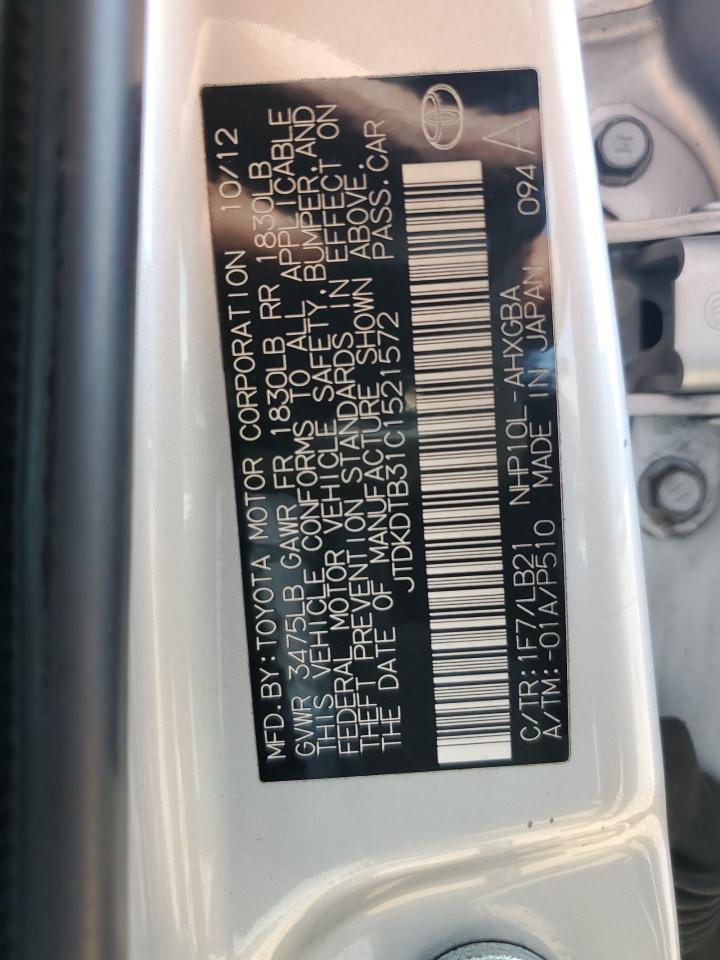 MFD.BY:TOYOTA MOTOR CORPORATION 10/12
GVWR 3475LB GAWR FR 1830LB RR 1830LB
THIS VEHICLE CONFORMS TO ALL APPLICABLE
FEDERAL MOTOR VEHICLE SAFETY,BUMPER,AND
THEFT PREVENTION STANDARDS IN EFFECT ON
THE DATE OF MANUFACTURE SHOWN ABOVE.
JTDKDTB31C1521572 PASS.CAR
C/TR:1F7/LB21 NHP10L-AHXGBA 094 A
A/TM:-01A/P510 MADE IN JAPAN